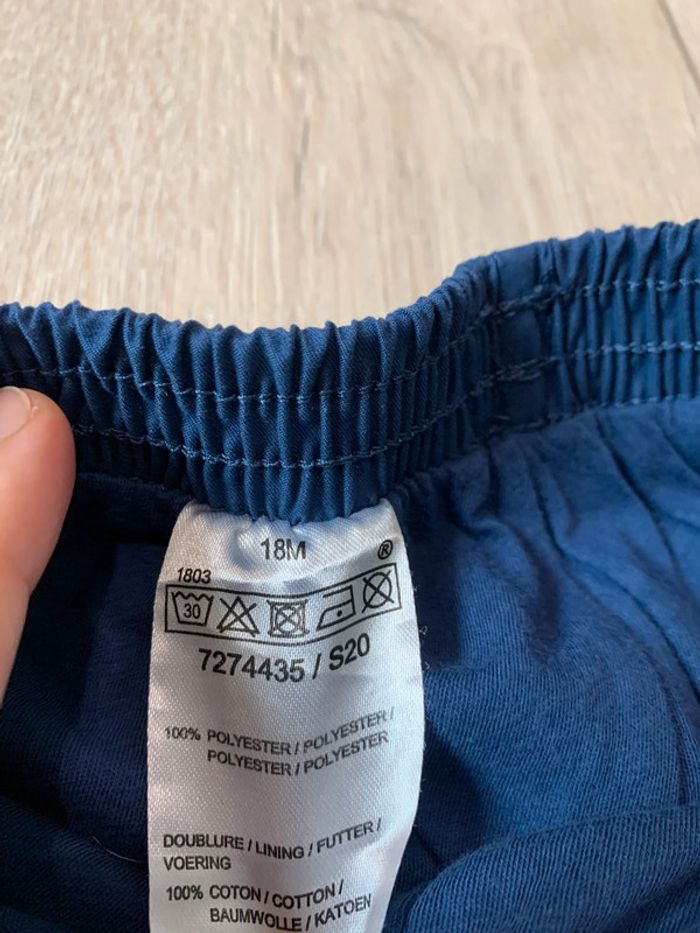 18M
®
1803
30
7274435 / S20
100% POLYESTER / POLYESTER /
POLYESTER / POLYESTER
DOUBLURE / LINING / FUTTER /
VOERING
100% COTON / COTTON /
BAUMWOLLE / KATOEN